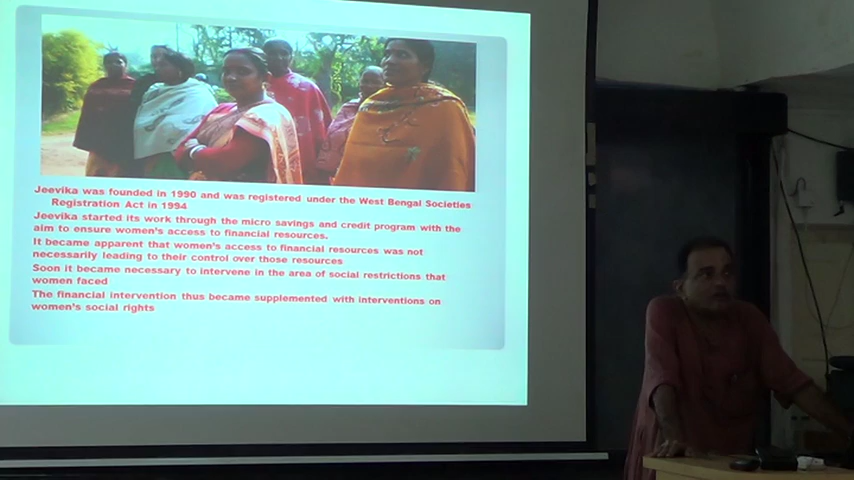 Jeevika was founded in 1990 and was registered under the West Bengal Societies
Registration Act in 1994
Jeevika started its work through the micro savings and credit program with the
aim to ensure women's access to financial resources.
It became apparent that women's access to financial resources was not
necessarily leading to their control over those resources
Soon it became necessary to intervene in the area of social restrictions that
women faced
The financial intervention thus became supplemented with interventions on
women's social rights